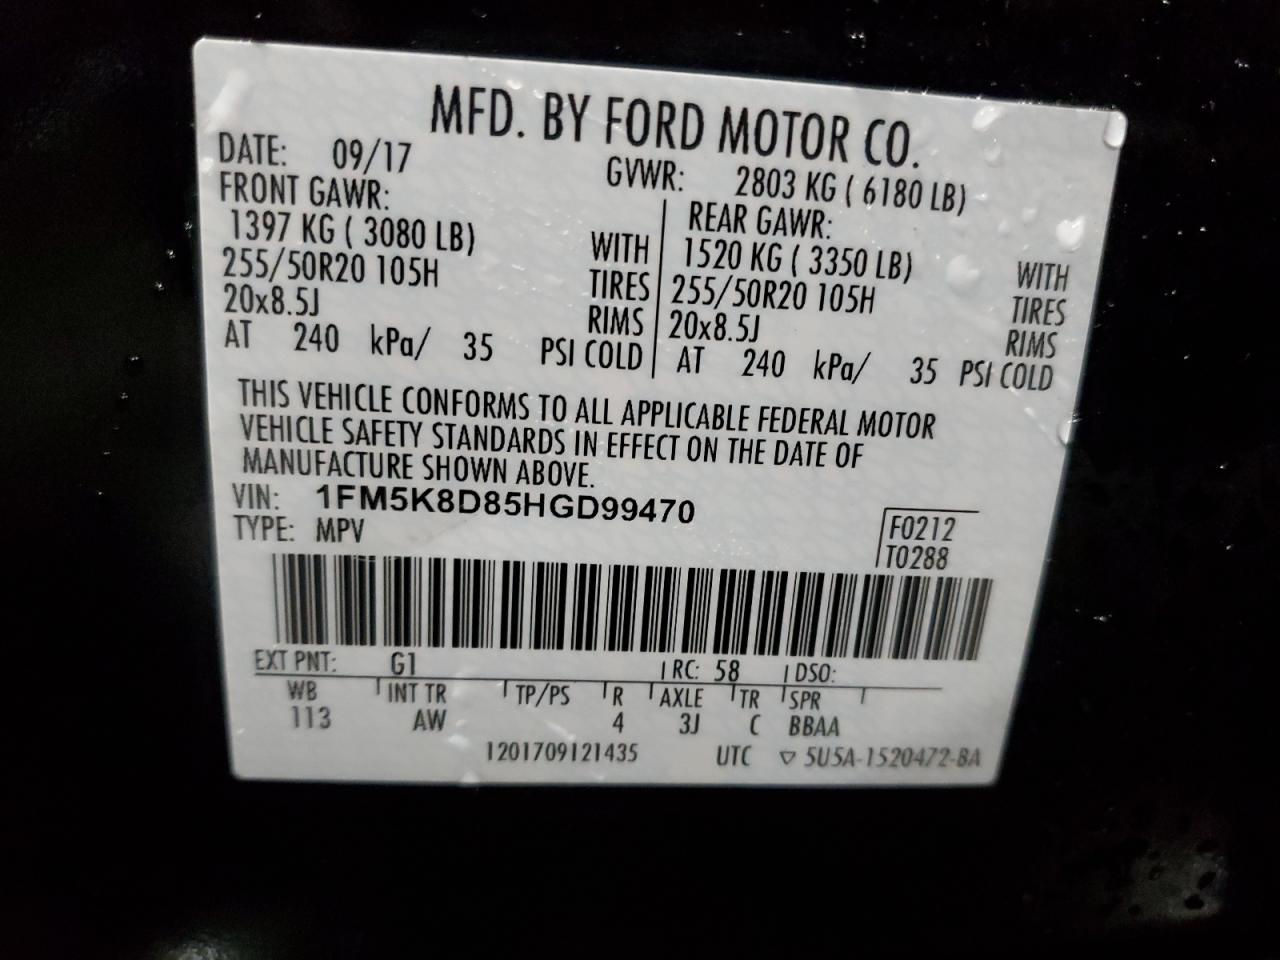 MFD. BY FORD MOTOR CO.
DATE: 09/17 GVWR: 2803 KG ( 6180 LB)
FRONT GAWR: REAR GAWR:
1397 KG ( 3080 LB) WITH 1520 KG ( 3350 LB) WITH
255/50R20 105H TIRES 255/50R20 105H TIRES
20x8.5J RIMS 20x8.5J RIMS
AT 240 kPa/ 35 PSI COLD AT 240 kPa/ 35 PSI COLD
THIS VEHICLE CONFORMS TO ALL APPLICABLE FEDERAL MOTOR
VEHICLE SAFETY STANDARDS IN EFFECT ON THE DATE OF
MANUFACTURE SHOWN ABOVE.
VIN: 1FM5K8D85HGD99470
TYPE: MPV F0212
T0288
EXT PNT: G1 RC: 58 DSO:
WB INT TR TP/PS R AXLE TR SPR
113 AW 4 3J C BBAA
1201709121435 UTC ▽ 5U5A-1520472-BA